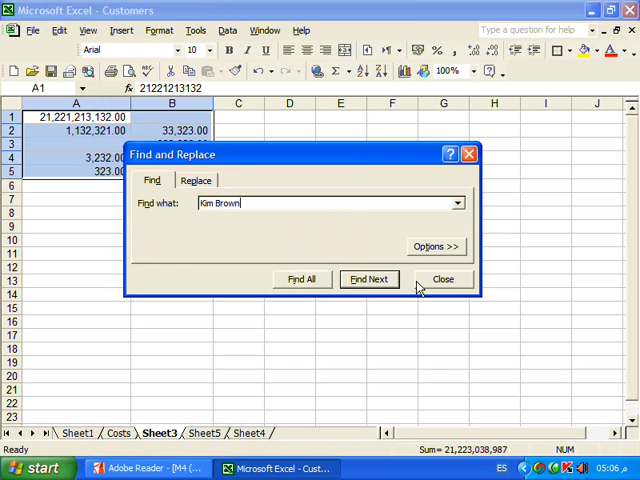 Microsoft Excel - Customers
File Edit View Insert Format Tools Data Window Help Type a question for help
Arial 10 B I U % ,
Σ 100%
A1 fx 21221213132
A B C D E F G H I J
1 21,221,213,132.00
2 1,132,321.00 33,323.00
3
4 3,232.00
5 323.00
6
7
8
9
10
11
12
13
14
15
16
17
18
19
20
21
22
23
Find and Replace
Find Replace
Find what: Kim Brown
Options >>
Find All Find Next Close
Sheet1 Costs Sheet3 Sheet5 Sheet4
Ready Sum= 21,223,038,987 NUM
start Adobe Reader - [M4 (... Microsoft Excel - Cust... ES 05:06 م